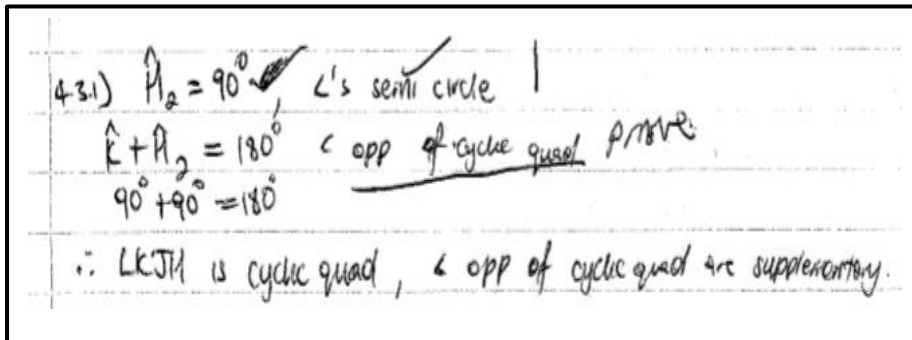 4.3.1) Ĥ₂ = 90° ✓, ∠'s semi circle ✓ |
K̂ + Ĥ₂ = 180°, ∠ opp of cyclic quad prove
90° + 90° = 180°
∴ LKJH is cyclic quad, ∠ opp of cyclic quad are supplementary.